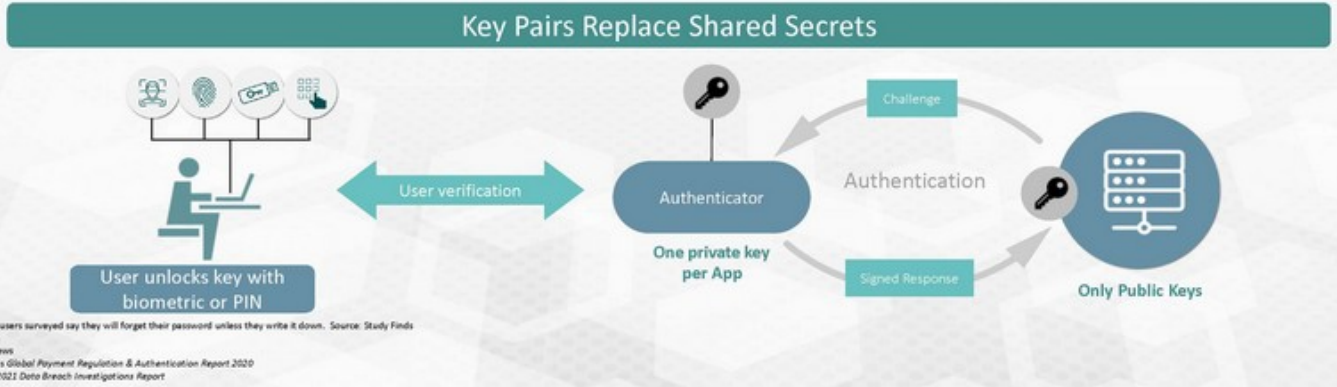 Key Pairs Replace Shared Secrets
Challenge
User verification
Authenticator
Authentication
One private key
per App
Signed Response
Only Public Keys
User unlocks key with
biometric or PIN
users surveyed say they will forget their password unless they write it down. Source: Study Finds
Global Payment Regulation & Authentication Report 2020
2021 Data Breach Investigations Report